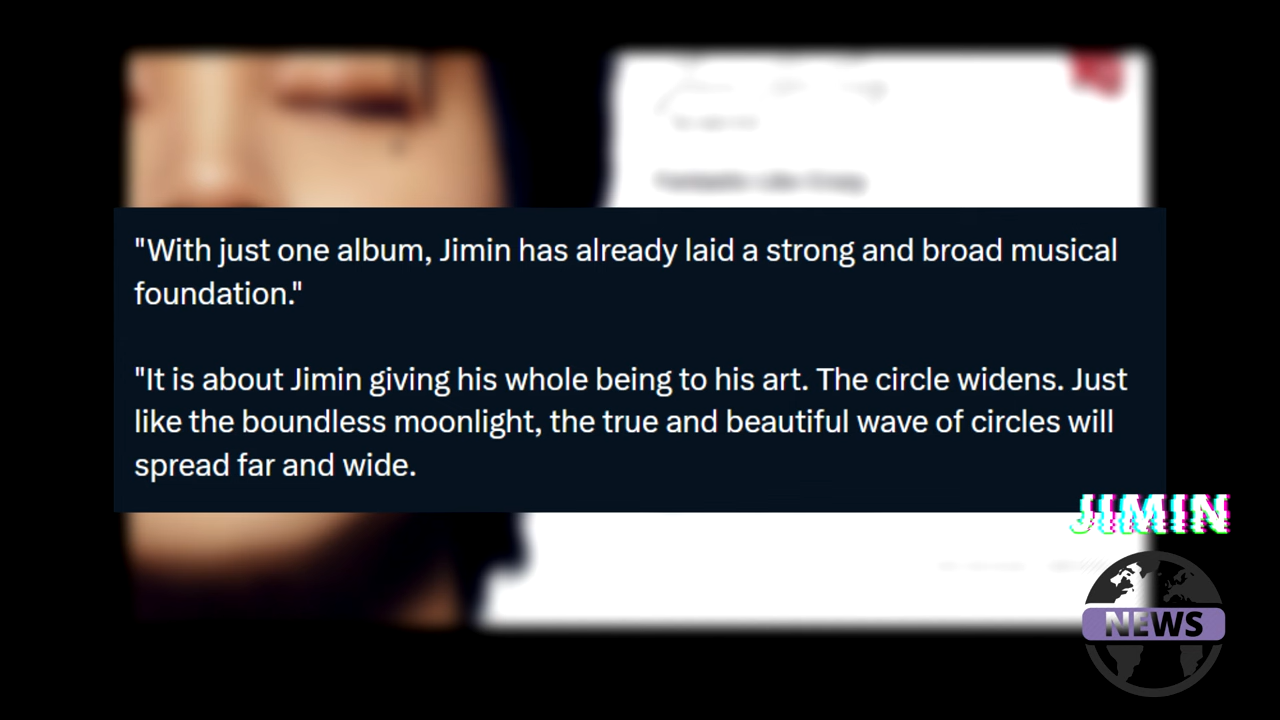 "With just one album, Jimin has already laid a strong and broad musical
foundation."
"It is about Jimin giving his whole being to his art. The circle widens. Just
like the boundless moonlight, the true and beautiful wave of circles will
spread far and wide.
JIMIN
NEWS